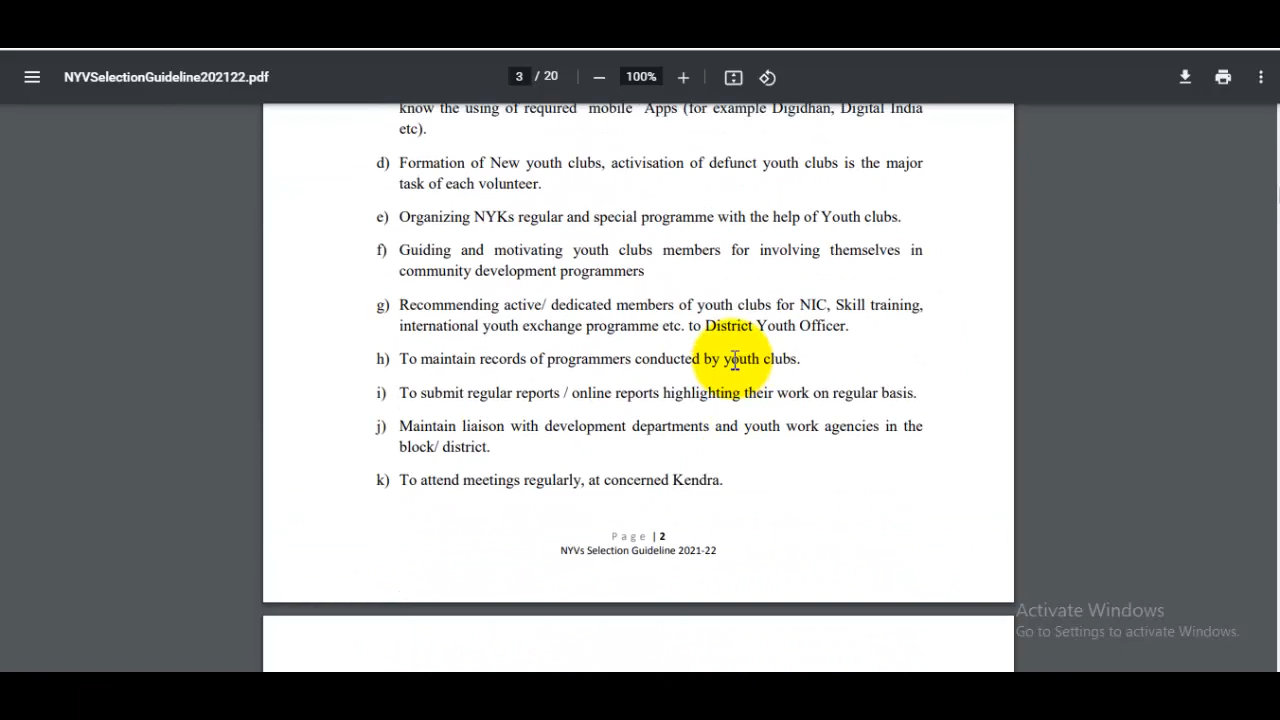 NYVSelectionGuideline202122.pdf
3 / 20
100%
know the using of required mobile Apps (for example Digidhan, Digital India
etc).
d) Formation of New youth clubs, activisation of defunct youth clubs is the major
task of each volunteer.
e) Organizing NYKs regular and special programme with the help of Youth clubs.
f) Guiding and motivating youth clubs members for involving themselves in
community development programmers
g) Recommending active/ dedicated members of youth clubs for NIC, Skill training,
international youth exchange programme etc. to District Youth Officer.
h) To maintain records of programmers conducted by youth clubs.
i) To submit regular reports / online reports highlighting their work on regular basis.
j) Maintain liaison with development departments and youth work agencies in the
block/ district.
k) To attend meetings regularly, at concerned Kendra.
Page | 2
NYVs Selection Guideline 2021-22
Activate Windows
Go to Settings to activate Windows.